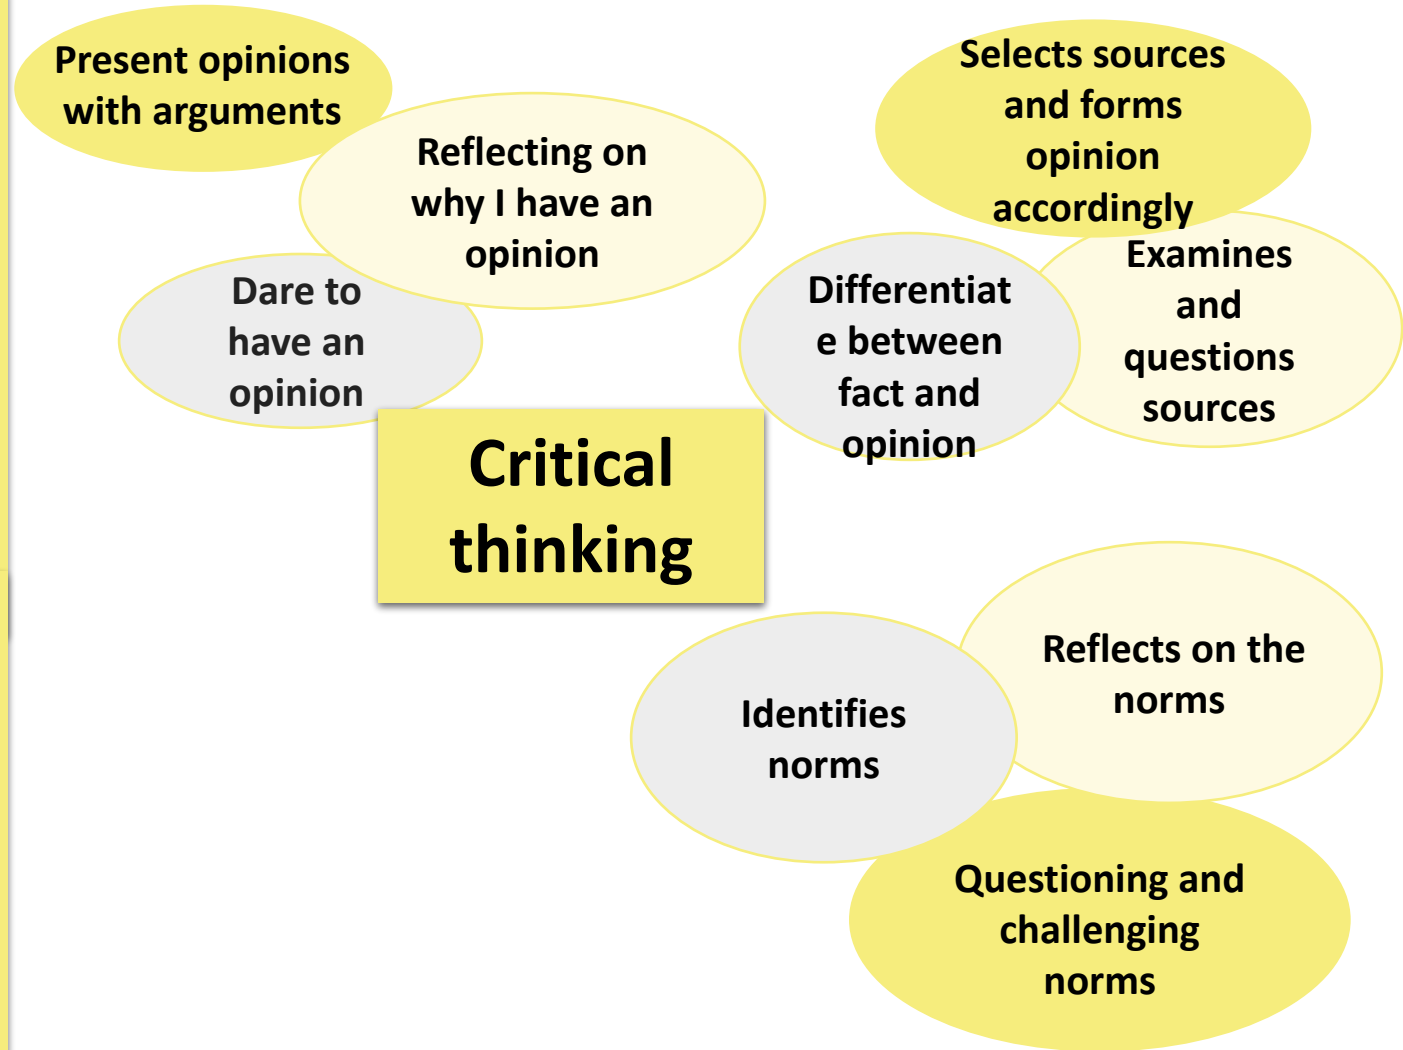 Present opinions
with arguments
Reflecting on
why I have an
opinion
Dare to
have an
opinion
Selects sources
and forms
opinion
accordingly
Examines
and
questions
sources
Differentiat
e between
fact and
opinion
Critical
thinking
Reflects on the
norms
Identifies
norms
Questioning and
challenging
norms